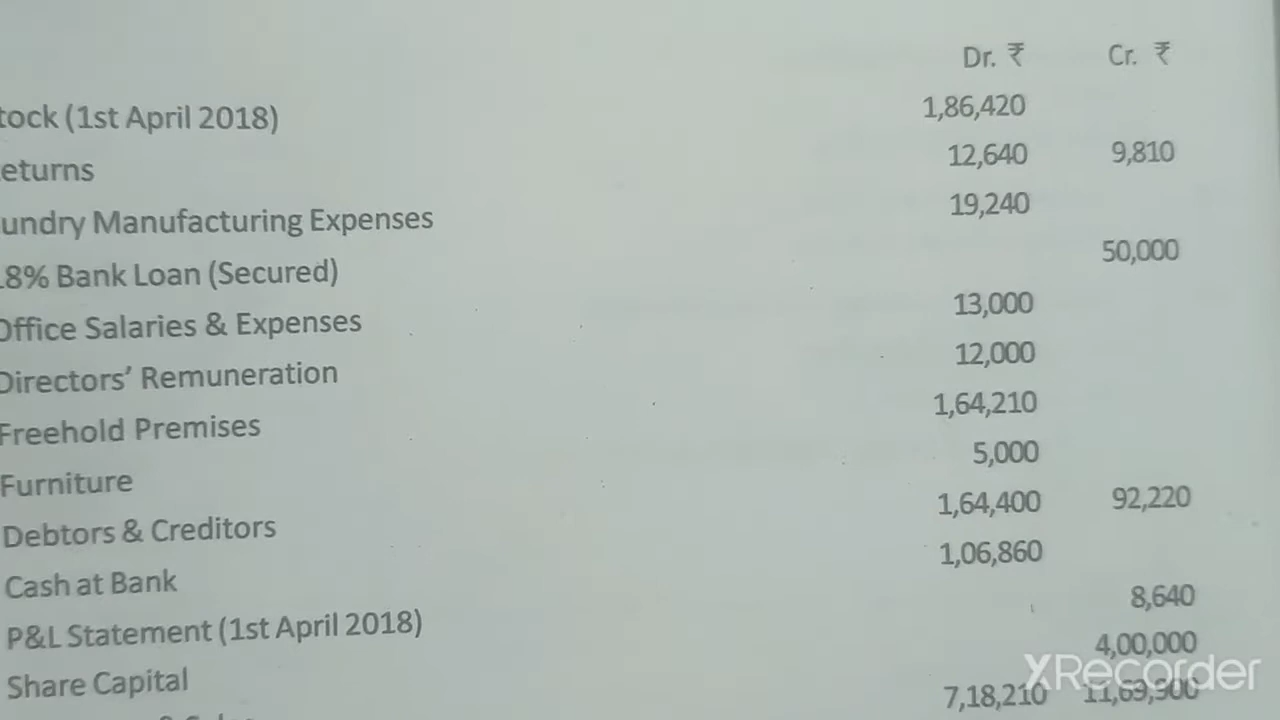 Dr. ₹ Cr. ₹
tock (1st April 2018) 1,86,420
eturns 12,640 9,810
undry Manufacturing Expenses 19,240
8% Bank Loan (Secured) 50,000
Office Salaries & Expenses 13,000
Directors’ Remuneration 12,000
Freehold Premises 1,64,210
Furniture 5,000
Debtors & Creditors 1,64,400 92,220
Cash at Bank 1,06,860
P&L Statement (1st April 2018) 8,640
Share Capital 4,00,000
XRecorder
7,18,210 11,69,900